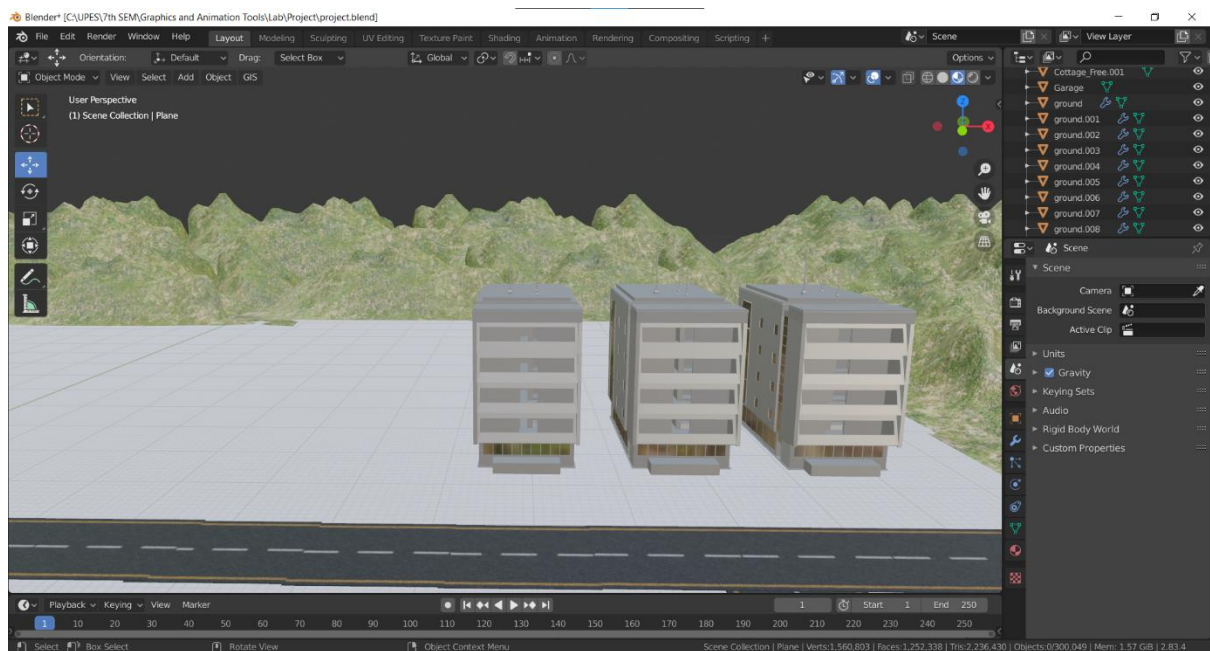 Blender* [C:\UPES\7th SEM\Graphics and Animation Tools\Lab\Project\project.blend]
File Edit Render Window Help Layout Modeling Sculpting UV Editing Texture Paint Shading Animation Rendering Compositing Scripting + Scene View Layer
Orientation: Default Drag: Select Box Global Options
Object Mode View Select Add Object GIS
User Perspective
(1) Scene Collection | Plane
Z
X
Cottage_Free.001
Garage
ground
ground.001
ground.002
ground.003
ground.004
ground.005
ground.006
ground.007
ground.008
Scene
Scene
Camera
Background Scene
Active Clip
Units
Gravity
Keying Sets
Audio
Rigid Body World
Custom Properties
Playback Keying View Marker 1 Start 1 End 250
1 10 20 30 40 50 60 70 80 90 100 110 120 130 140 150 160 170 180 190 200 210 220 230 240 250
Select Box Select Rotate View Object Context Menu Scene Collection | Plane | Verts:1,560,803 | Faces:1,252,338 | Tris:2,236,430 | Objects:0/300,049 | Mem: 1.57 GiB | 2.83.4